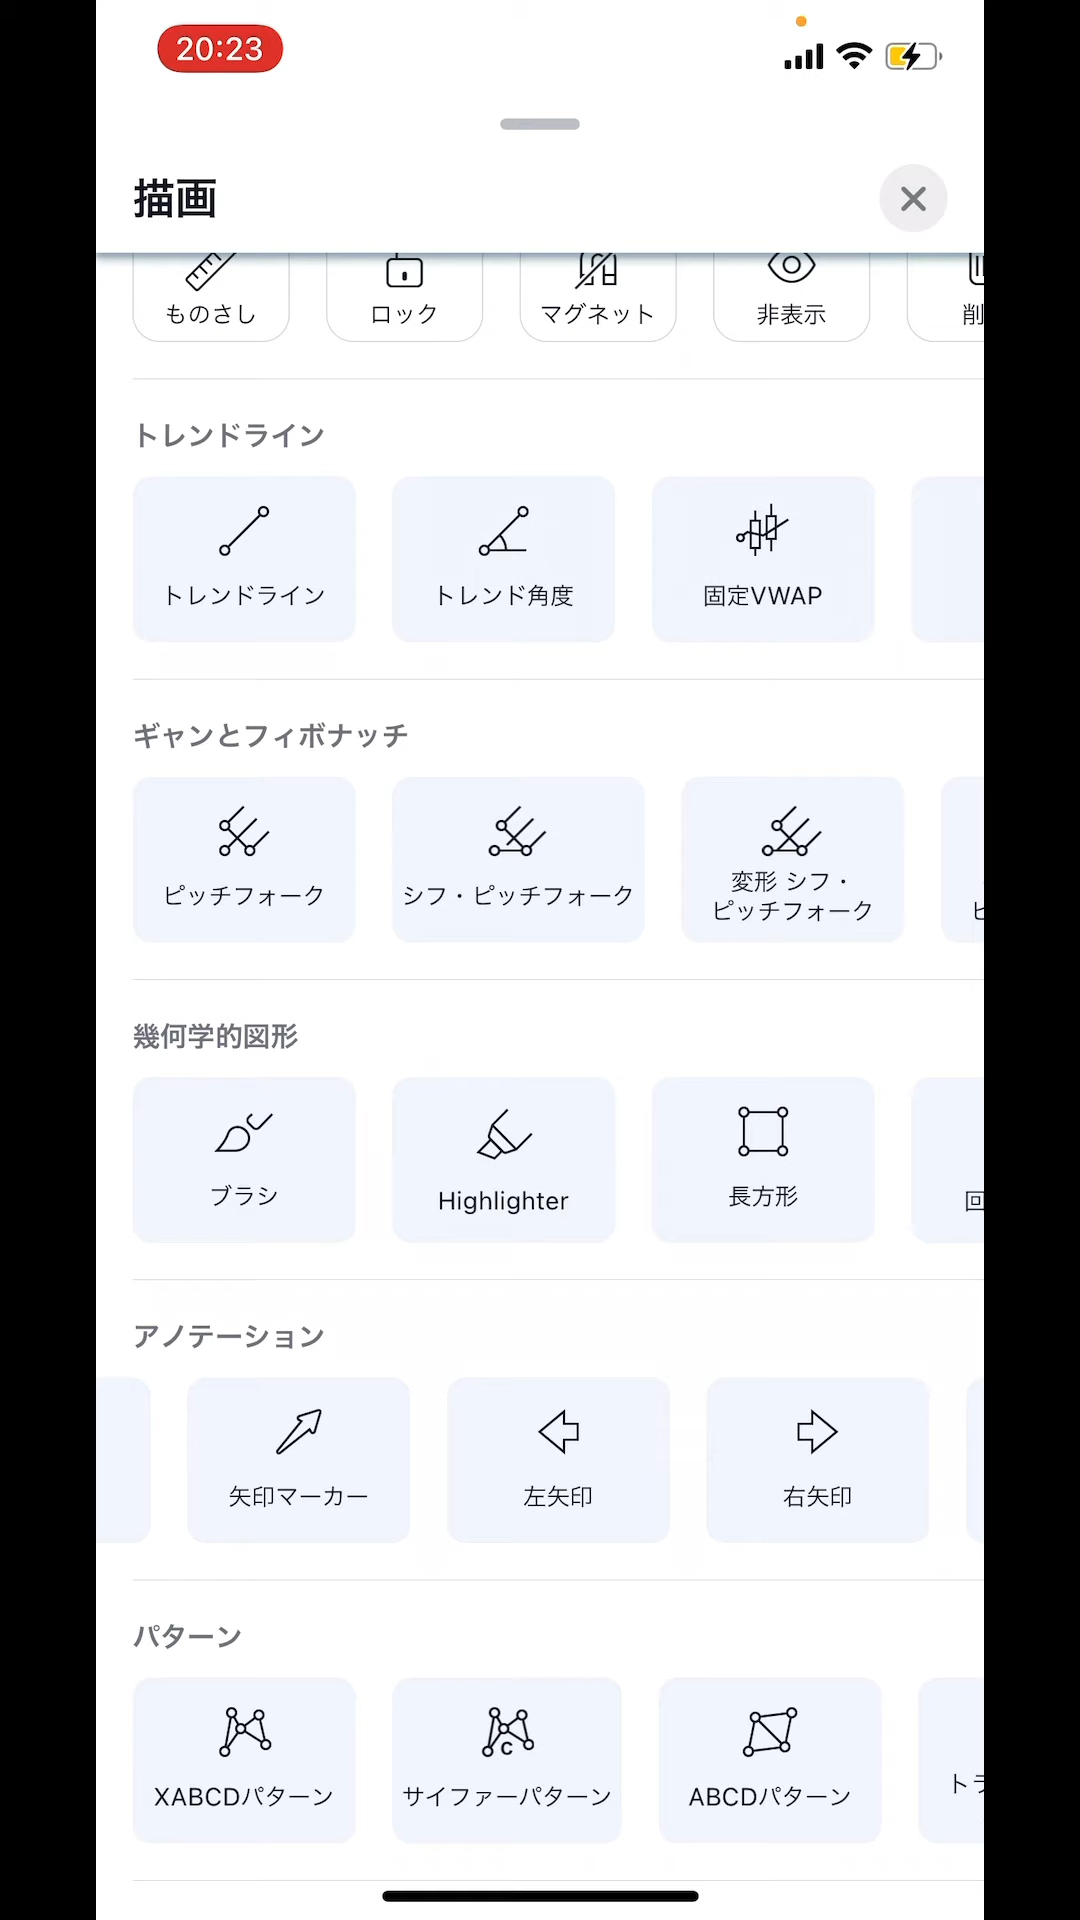 20:23
描画
ものさし
ロック
マグネット
非表示
削
トレンドライン
トレンドライン
トレンド角度
固定VWAP
ギャンとフィボナッチ
ピッチフォーク
シフ・ピッチフォーク
変形 シフ・
ピッチフォーク
ピ
幾何学的図形
ブラシ
Highlighter
長方形
回
アノテーション
矢印マーカー
左矢印
右矢印
パターン
XABCDパターン
サイファーパターン
C
ABCDパターン
トラ